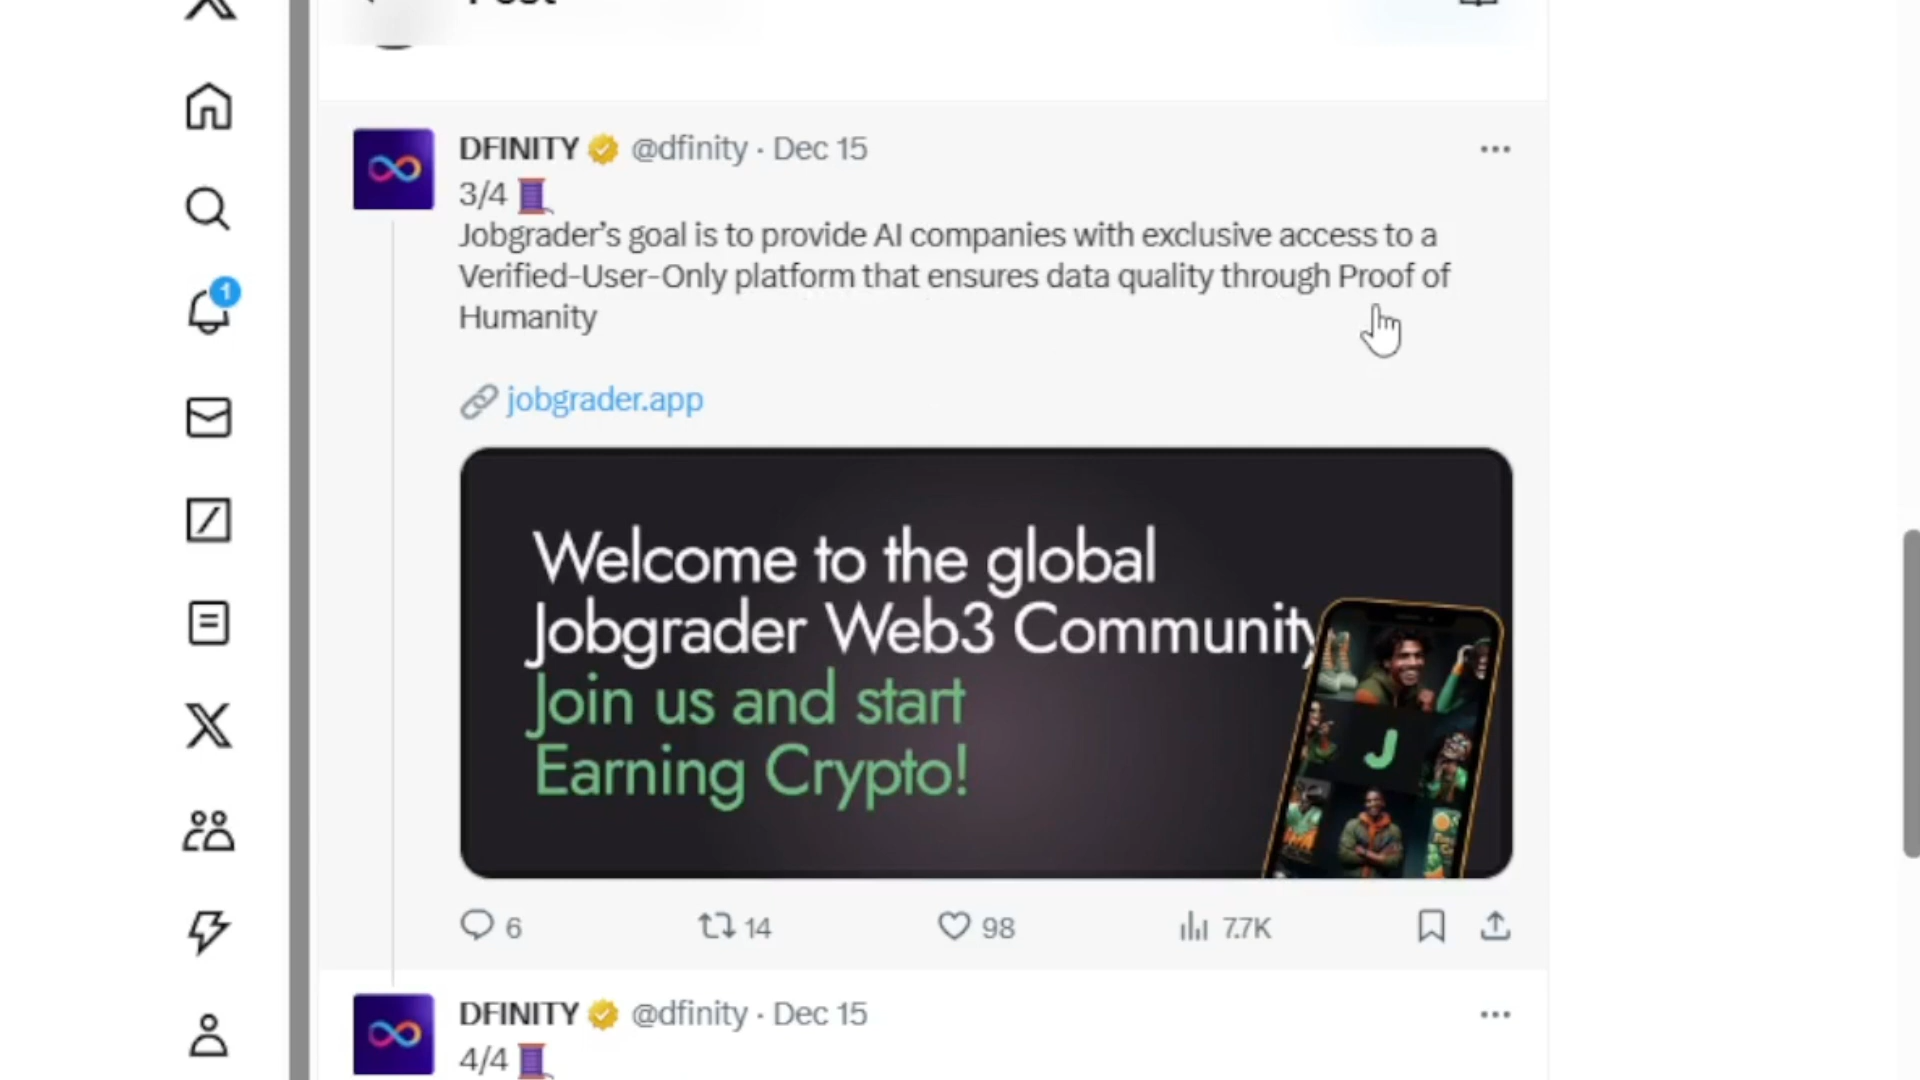 Post
1
DFINITY @dfinity · Dec 15
3/4
Jobgrader’s goal is to provide AI companies with exclusive access to a
Verified-User-Only platform that ensures data quality through Proof of
Humanity
jobgrader.app
Welcome to the global
Jobgrader Web3 Community
Join us and start
Earning Crypto!
J
6 14 98 7.7K
DFINITY @dfinity · Dec 15
4/4